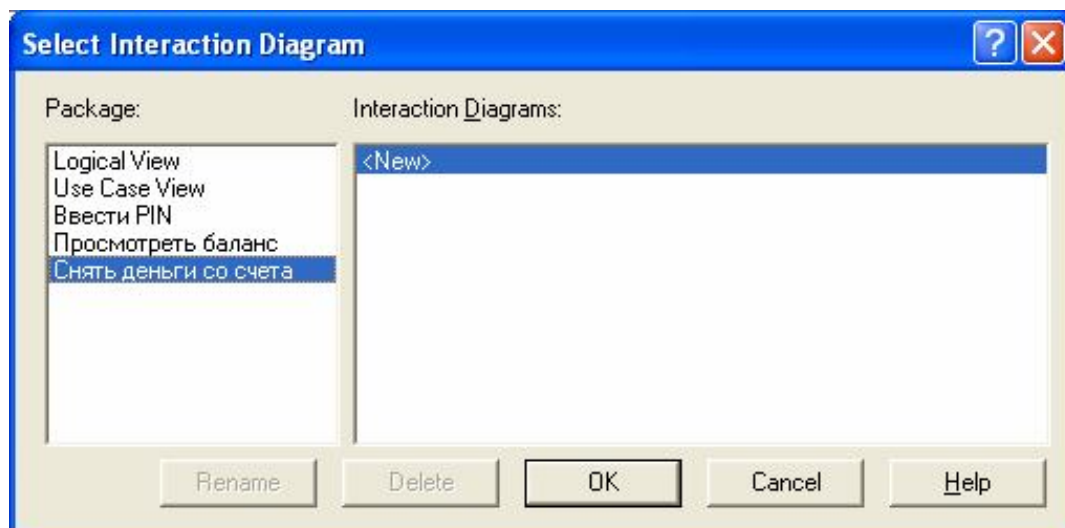 Select Interaction Diagram
Package:
Interaction Diagrams:
Logical View
Use Case View
Ввести PIN
Просмотреть баланс
Снять деньги со счета
<New>
Rename
Delete
OK
Cancel
Help